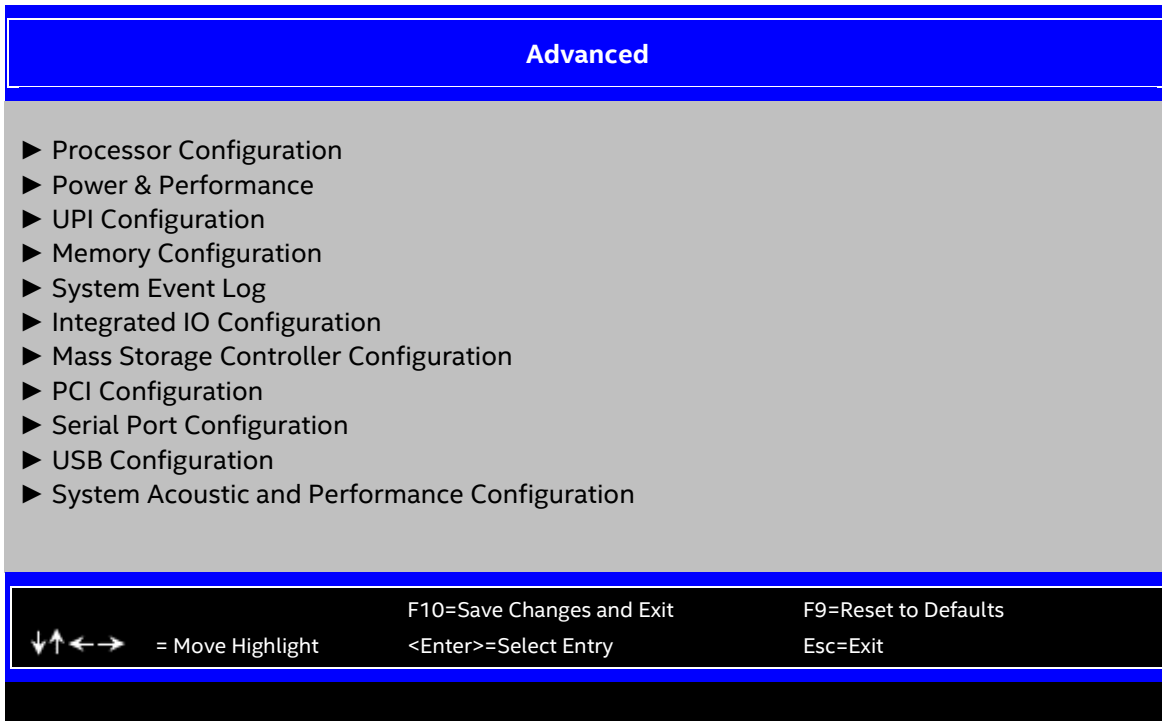 Advanced
► Processor Configuration
► Power & Performance
► UPI Configuration
► Memory Configuration
► System Event Log
► Integrated IO Configuration
► Mass Storage Controller Configuration
► PCI Configuration
► Serial Port Configuration
► USB Configuration
► System Acoustic and Performance Configuration
F10=Save Changes and Exit F9=Reset to Defaults
↓↑←→ = Move Highlight <Enter>=Select Entry Esc=Exit